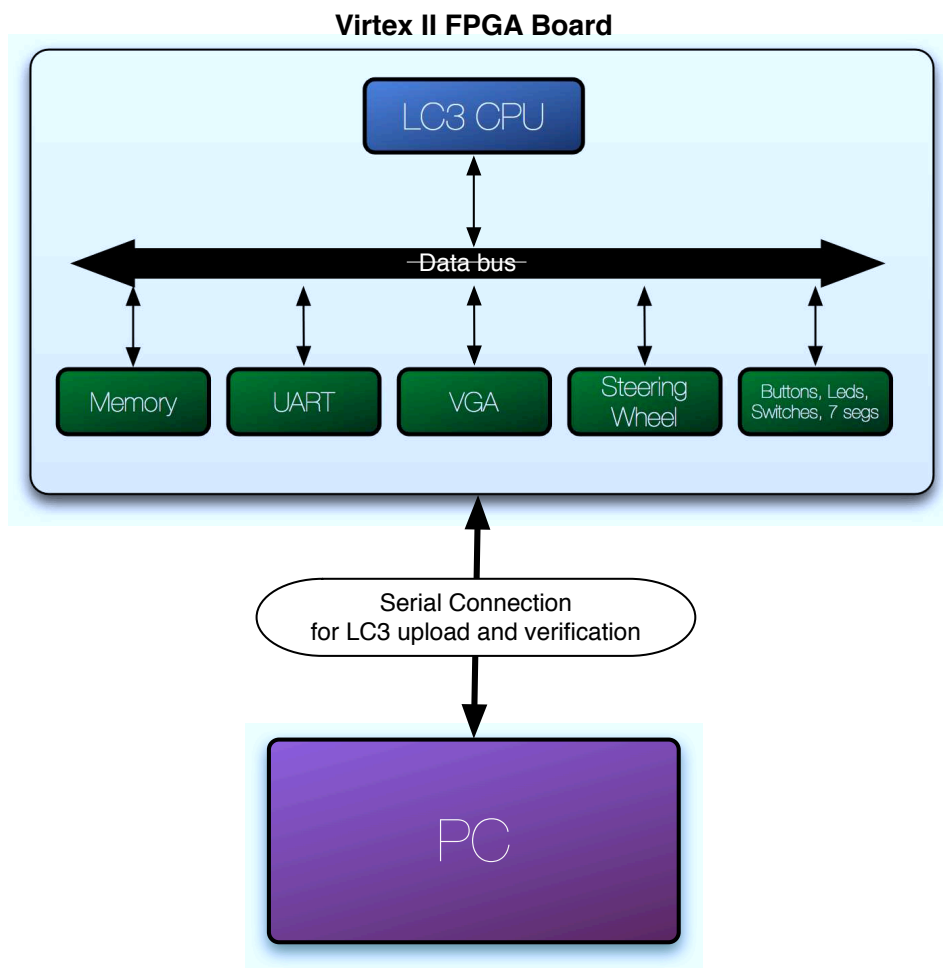 Virtex II FPGA Board
LC3 CPU
Data bus
Memory
UART
VGA
Steering
Wheel
Buttons, Leds,
Switches, 7 segs
Serial Connection
for LC3 upload and verification
PC